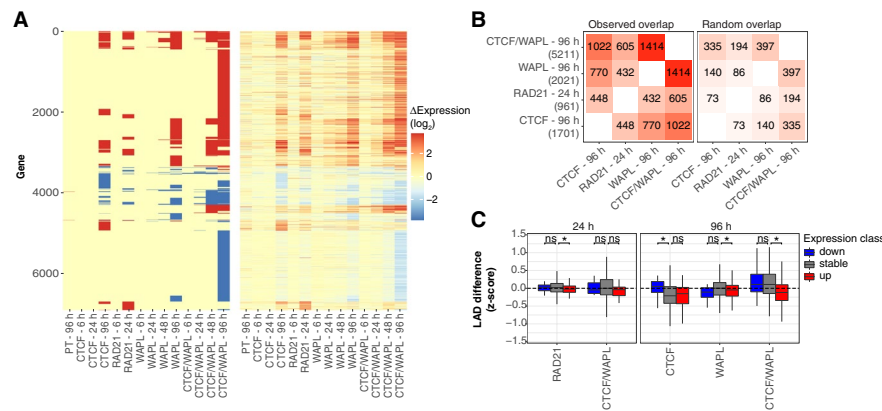 A
0
2000
4000
6000
Gene
PT - 96 h
CTCF - 6 h
CTCF - 24 h
CTCF - 96 h
RAD21 - 6 h
RAD21 - 24 h
WAPL - 6 h
WAPL - 24 h
WAPL - 48 h
WAPL - 96 h
CTCF/WAPL - 6 h
CTCF/WAPL - 24 h
CTCF/WAPL - 48 h
CTCF/WAPL - 96 h
PT - 96 h
CTCF - 6 h
CTCF - 24 h
CTCF - 96 h
RAD21 - 6 h
RAD21 - 24 h
WAPL - 6 h
WAPL - 24 h
WAPL - 48 h
WAPL - 96 h
CTCF/WAPL - 6 h
CTCF/WAPL - 24 h
CTCF/WAPL - 48 h
CTCF/WAPL - 96 h
ΔExpression
(log2)
2
0
−2
B
Observed overlap Random overlap
CTCF/WAPL - 96 h
(5211)
1022 605 1414 335 194 397
WAPL - 96 h
(2021)
770 432 1414 140 86 397
RAD21 - 24 h
(961)
448 432 605 73 86 194
CTCF - 96 h
(1701)
448 770 1022 73 140 335
CTCF - 96 h
RAD21 - 24 h
WAPL - 96 h
CTCF/WAPL - 96 h
CTCF - 96 h
RAD21 - 24 h
WAPL - 96 h
CTCF/WAPL - 96 h
C
24 h 96 h
LAD difference
(z-score)
1.5
1.0
0.5
0.0
−0.5
−1.0
−1.5
ns * ns ns * ns ns * ns *
RAD21
CTCF/WAPL
CTCF
WAPL
CTCF/WAPL
Expression class
down
stable
up